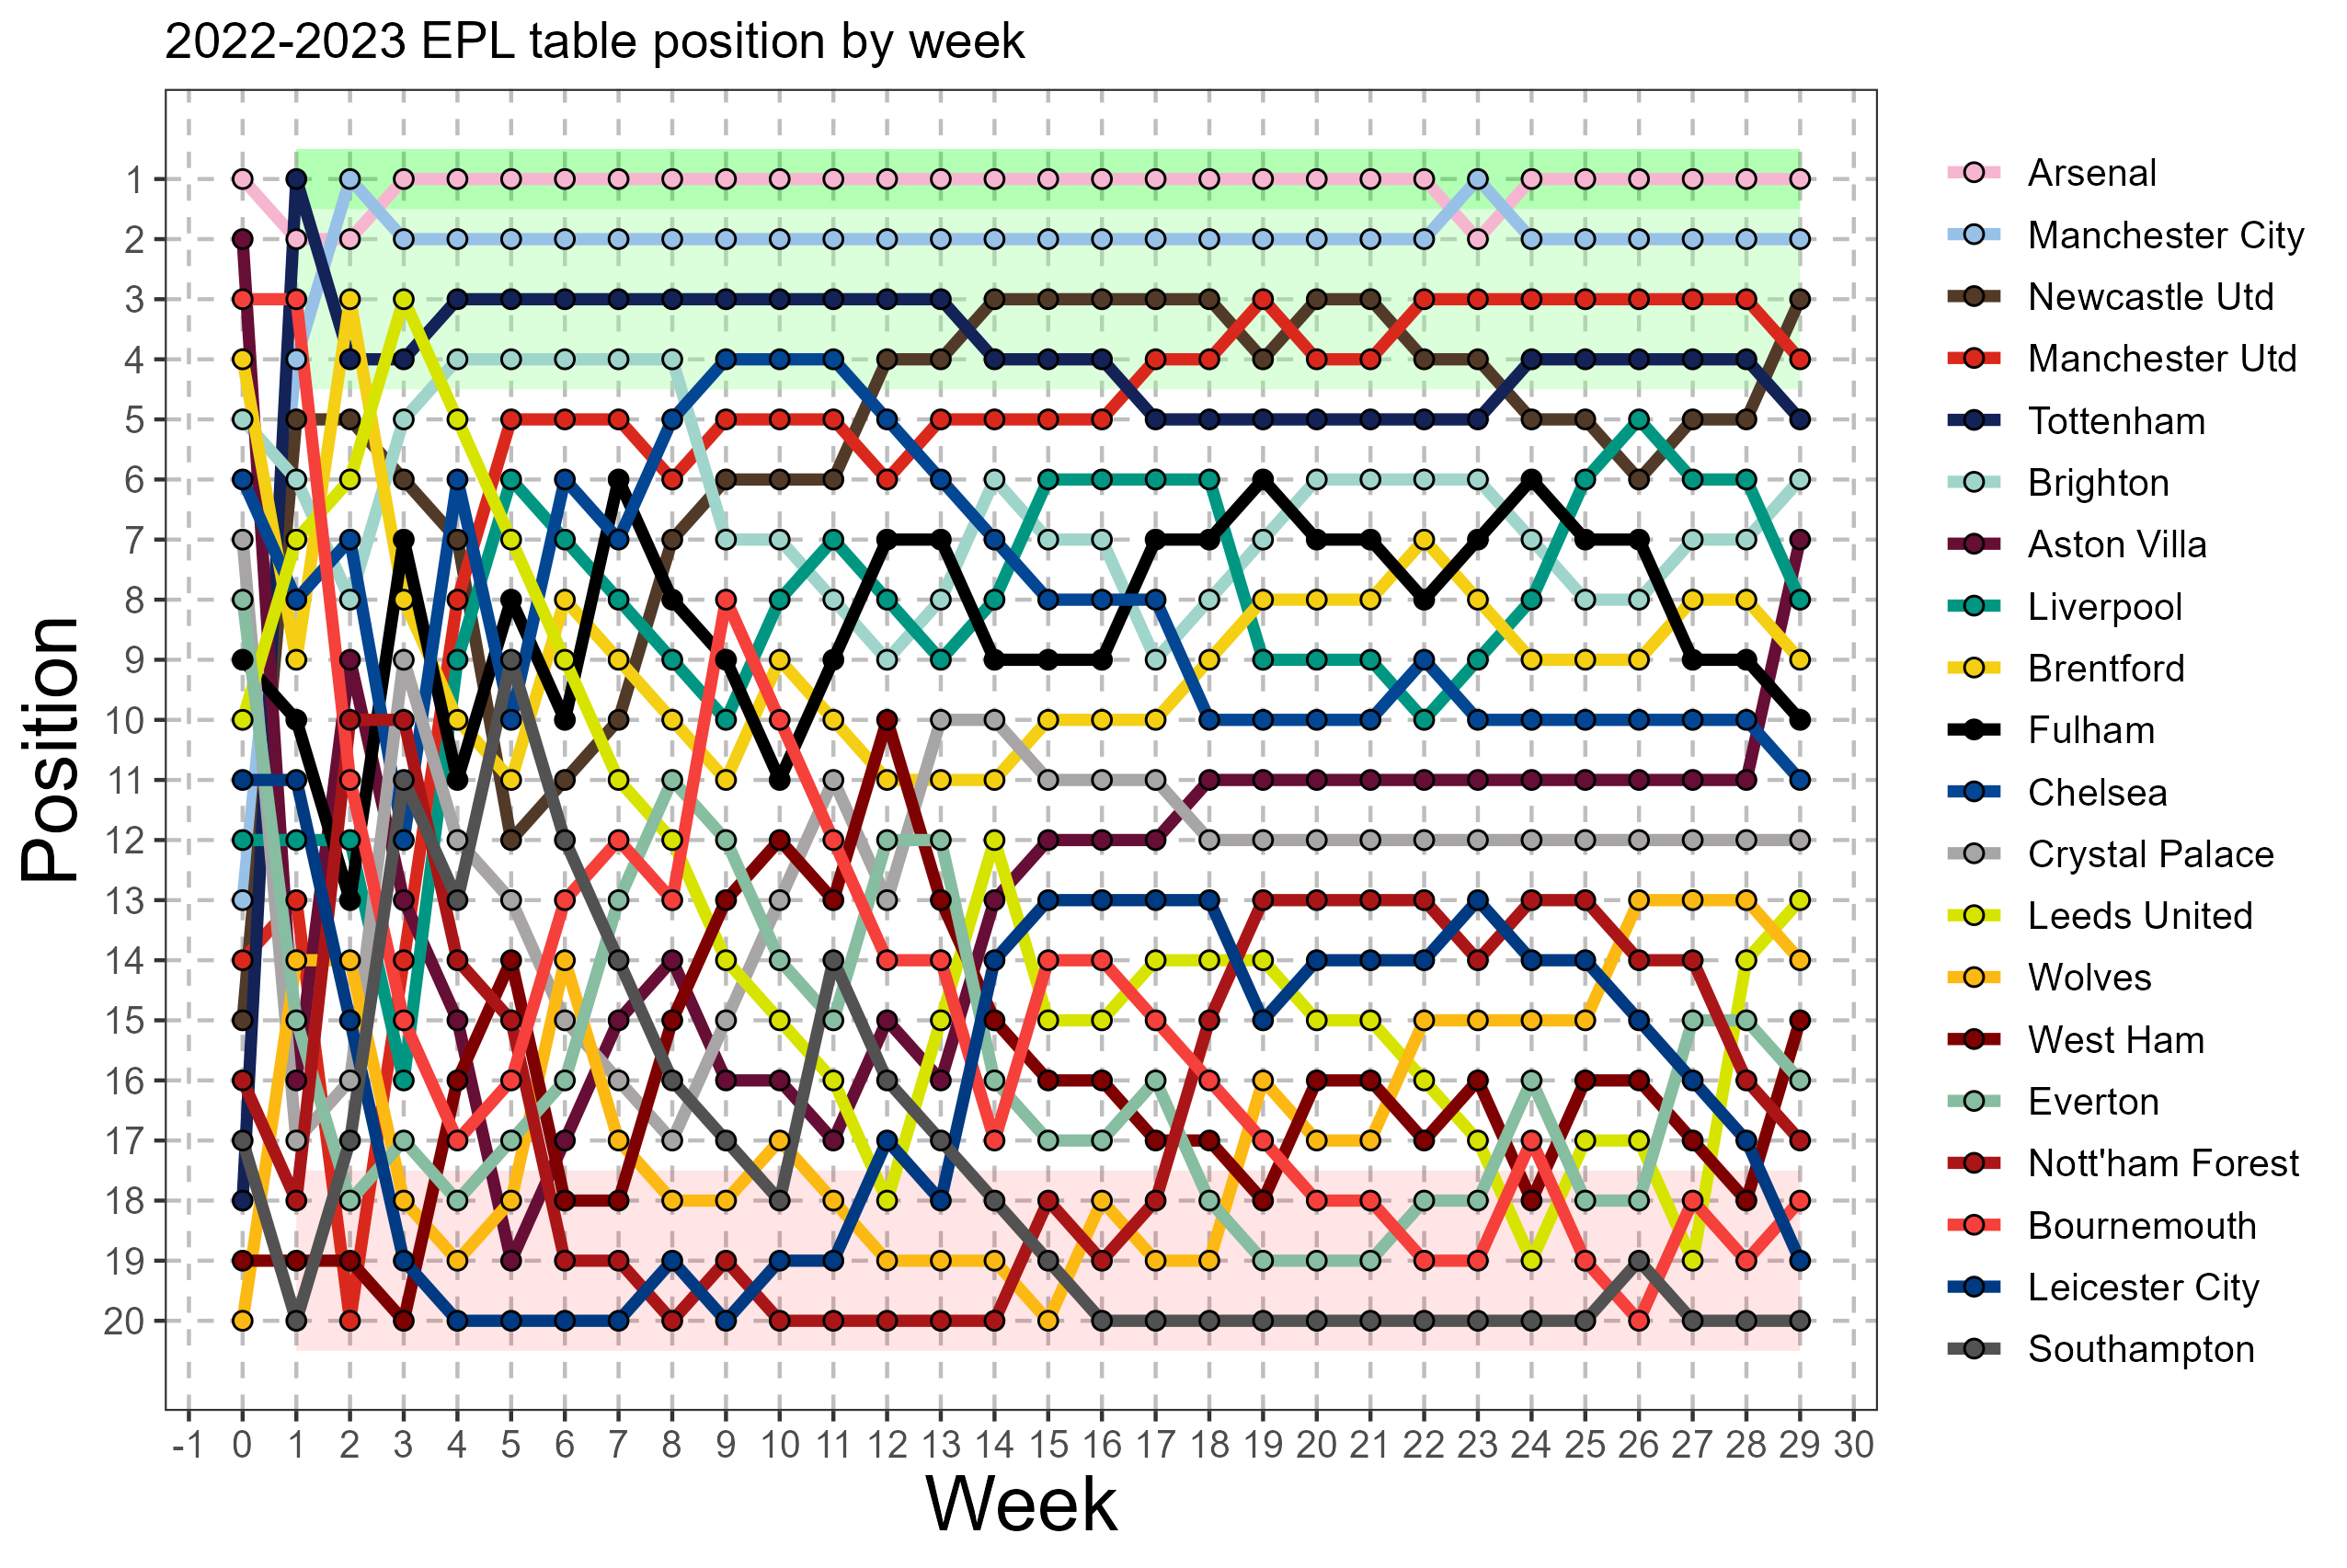 2022-2023 EPL table position by week
Position
1
2
3
4
5
6
7
8
9
10
11
12
13
14
15
16
17
18
19
20
-1 0 1 2 3 4 5 6 7 8 9 10 11 12 13 14 15 16 17 18 19 20 21 22 23 24 25 26 27 28 29 30
Week
Arsenal
Manchester City
Newcastle Utd
Manchester Utd
Tottenham
Brighton
Aston Villa
Liverpool
Brentford
Fulham
Chelsea
Crystal Palace
Leeds United
Wolves
West Ham
Everton
Nott'ham Forest
Bournemouth
Leicester City
Southampton